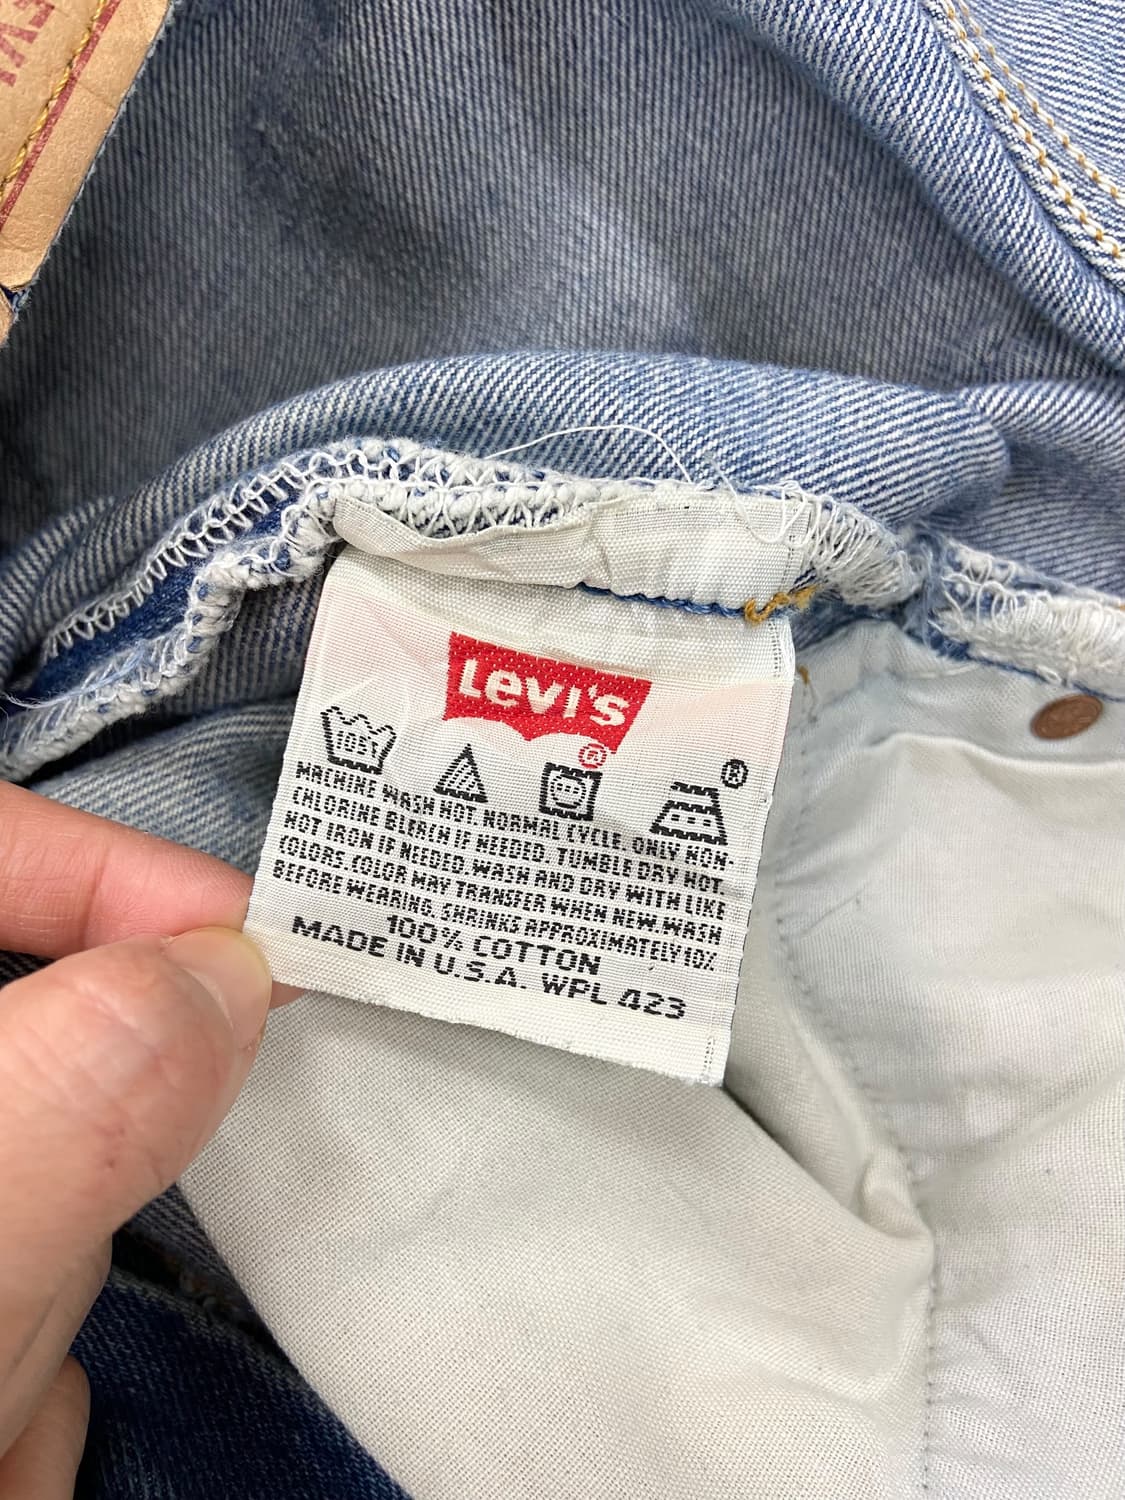 LEVI
Levi's
®
105F ®
MACHINE WASH HOT. NORMAL CYCLE. ONLY NON-
CHLORINE BLEACH IF NEEDED. TUMBLE DRY HOT.
HOT IRON IF NEEDED. WASH AND DRY WITH LIKE
COLORS. COLOR MAY TRANSFER WHEN NEW. WASH
BEFORE WEARING. SHRINKS APPROXIMATELY 10%
100% COTTON
MADE IN U.S.A. WPL 423